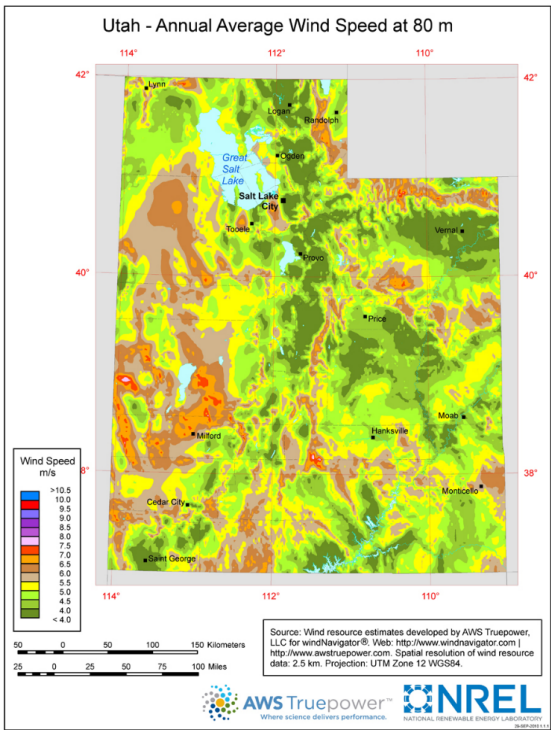 Utah - Annual Average Wind Speed at 80 m
114°
112°
110°
42°
42°
Lynn
Logan
Randolph
Great
Salt
Lake
Ogden
Salt Lake
City
Tooele
Vernal
Provo
40°
40°
Price
Moab
Milford
Hanksville
38°
38°
Monticello
Cedar City
Saint George
114°
112°
110°
Wind Speed
m/s
>10.5
10.0
9.5
9.0
8.5
8.0
7.5
7.0
6.5
6.0
5.5
5.0
4.5
4.0
< 4.0
50 0 50 100 150 Kilometers
25 0 25 50 75 100 Miles
Source: Wind resource estimates developed by AWS Truepower,
LLC for windNavigator®. Web: http://www.windnavigator.com |
http://www.awstruepower.com. Spatial resolution of wind resource
data: 2.5 km. Projection: UTM Zone 12 WGS84.
AWS Truepower™
Where science delivers performance.
NREL
NATIONAL RENEWABLE ENERGY LABORATORY